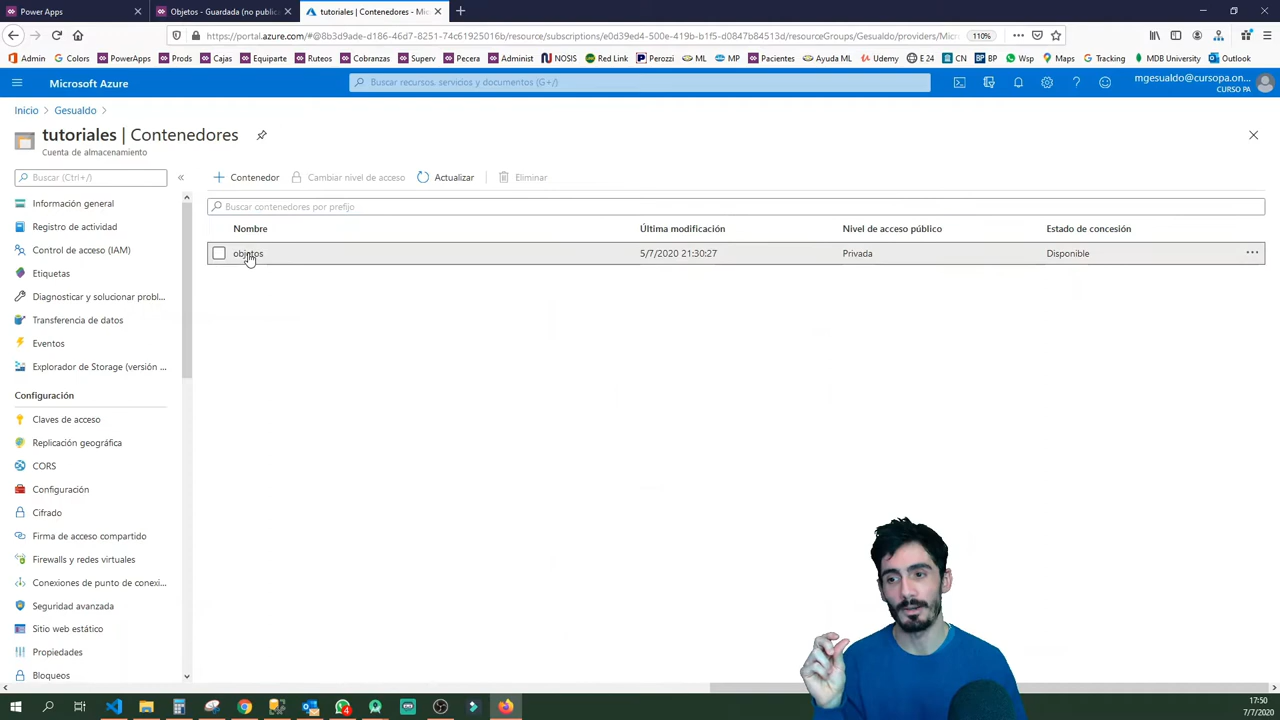 Power Apps
Objetos - Guardada (no public
tutoriales | Contenedores - Mic
https://portal.azure.com/#@8b3d9ade-d186-46d7-8251-74c61925016b/resource/subscriptions/e0d39ed4-500e-419b-b1f5-d0847b84513d/resourceGroups/Gesualdo/providers/Micr
110%
Admin Colors PowerApps Prods Cajas Equiparte Ruteos Cobranzas Superv Pecera Administ NOSIS Red Link Perozzi ML MP Pacientes Ayuda ML Udemy E 24 CN BP Wsp Maps Tracking MDB University Outlook
Microsoft Azure
Buscar recursos, servicios y documentos (G+/)
mgesualdo@cursopa.on...
CURSO PA
Inicio > Gesualdo >
tutoriales | Contenedores
Cuenta de almacenamiento
Buscar (Ctrl+/)
«
+ Contenedor
Cambiar nivel de acceso
Actualizar
Eliminar
Buscar contenedores por prefijo
Nombre Última modificación Nivel de acceso público Estado de concesión
objetos 5/7/2020 21:30:27 Privada Disponible ...
Información general
Registro de actividad
Control de acceso (IAM)
Etiquetas
Diagnosticar y solucionar probl...
Transferencia de datos
Eventos
Explorador de Storage (versión ...
Configuración
Claves de acceso
Replicación geográfica
CORS
Configuración
Cifrado
Firma de acceso compartido
Firewalls y redes virtuales
Conexiones de punto de conexi...
Seguridad avanzada
Sitio web estático
Propiedades
Bloqueos
4
17:50
7/7/2020